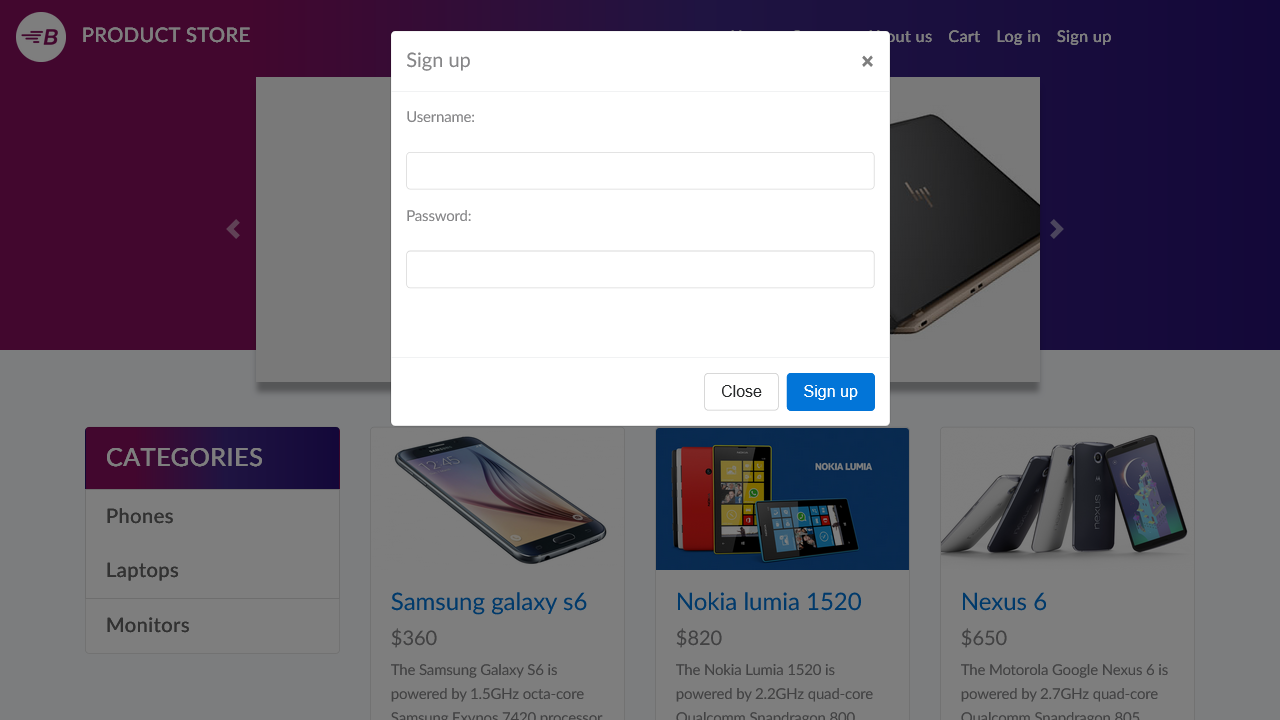 PRODUCT STORE
out us Cart Log in Sign up
Sign up
×
Username:
Password:
Close Sign up
CATEGORIES
Phones
Laptops
Monitors
12:45
NOKIA LUMIA
nexus
Samsung galaxy s6
$360
The Samsung Galaxy S6 is
powered by 1.5GHz octa-core
Samsung Exynos 7420 processor
Nokia lumia 1520
$820
The Nokia Lumia 1520 is
powered by 2.2GHz quad-core
Qualcomm Snapdragon 800
Nexus 6
$650
The Motorola Google Nexus 6 is
powered by 2.7GHz quad-core
Qualcomm Snapdragon 805